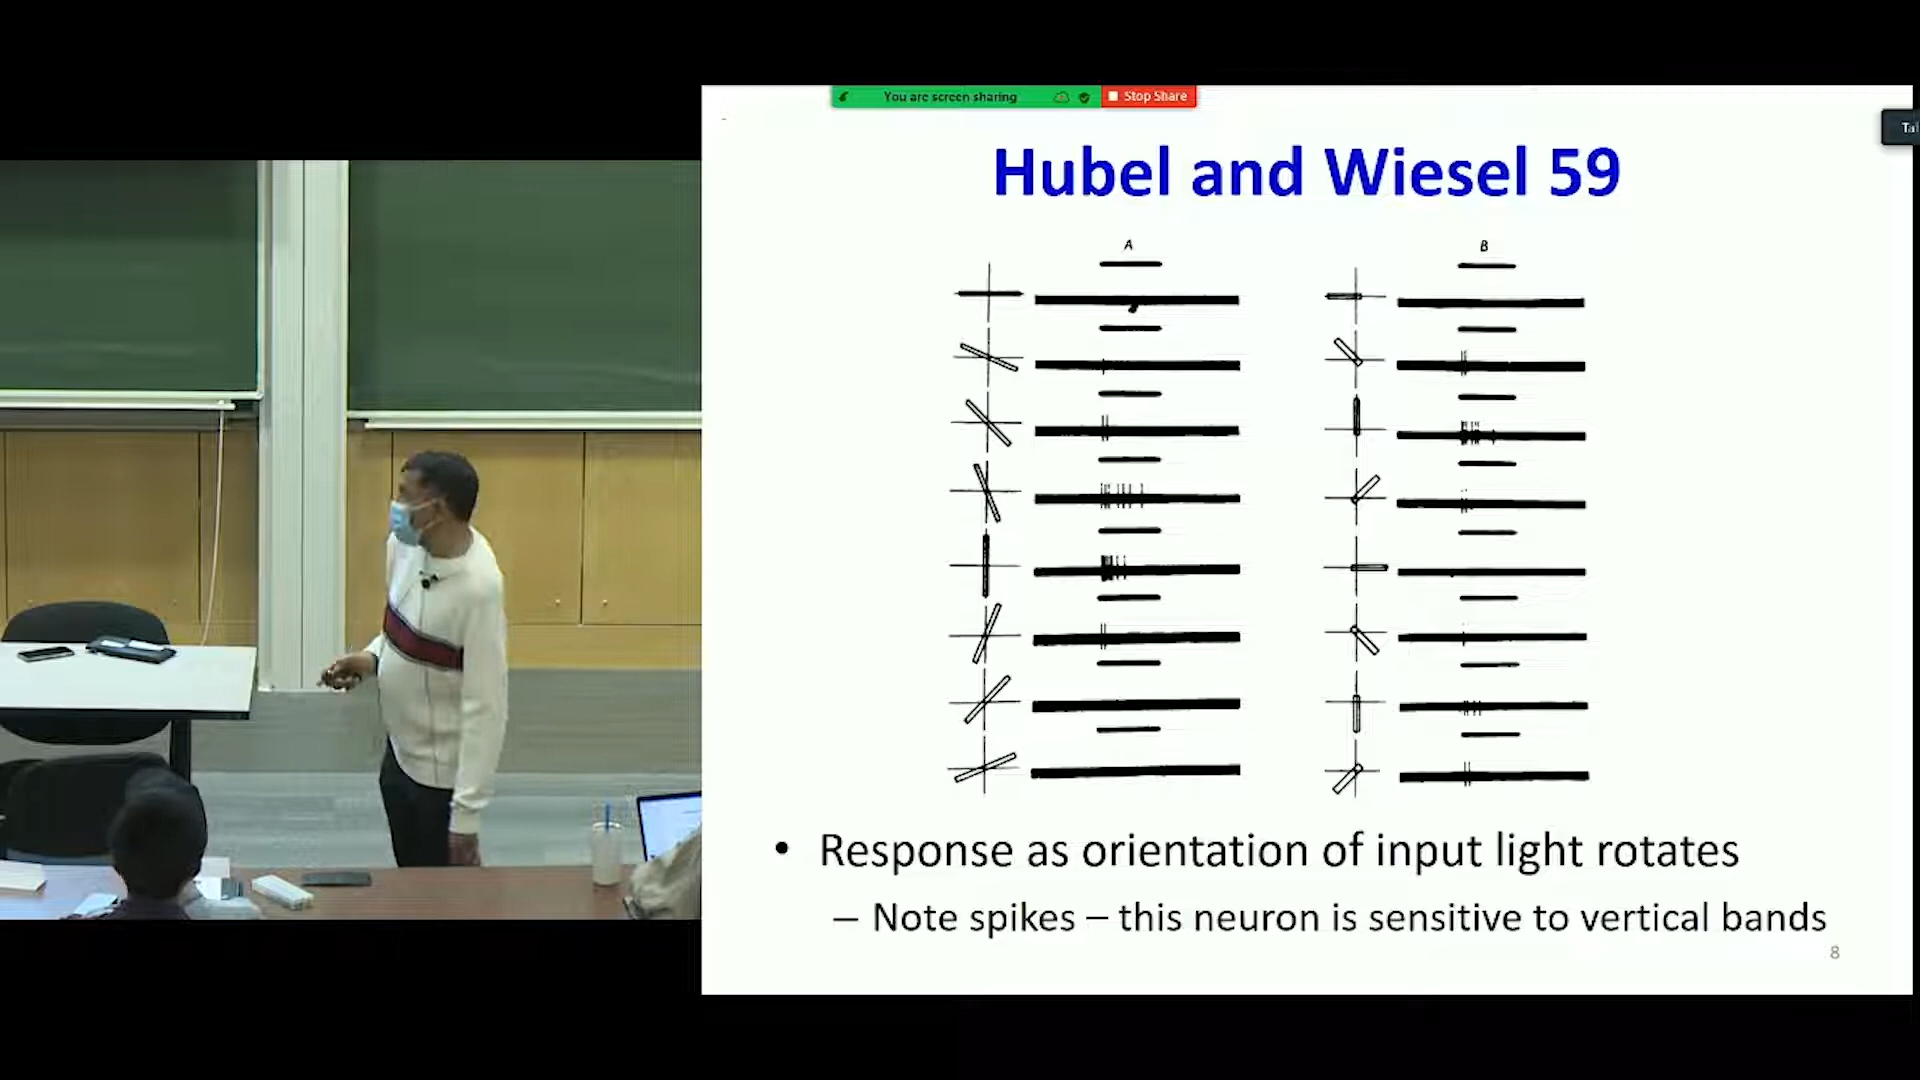 You are screen sharing
Stop Share
Hubel and Wiesel 59
A
B
• Response as orientation of input light rotates
– Note spikes – this neuron is sensitive to vertical bands
8